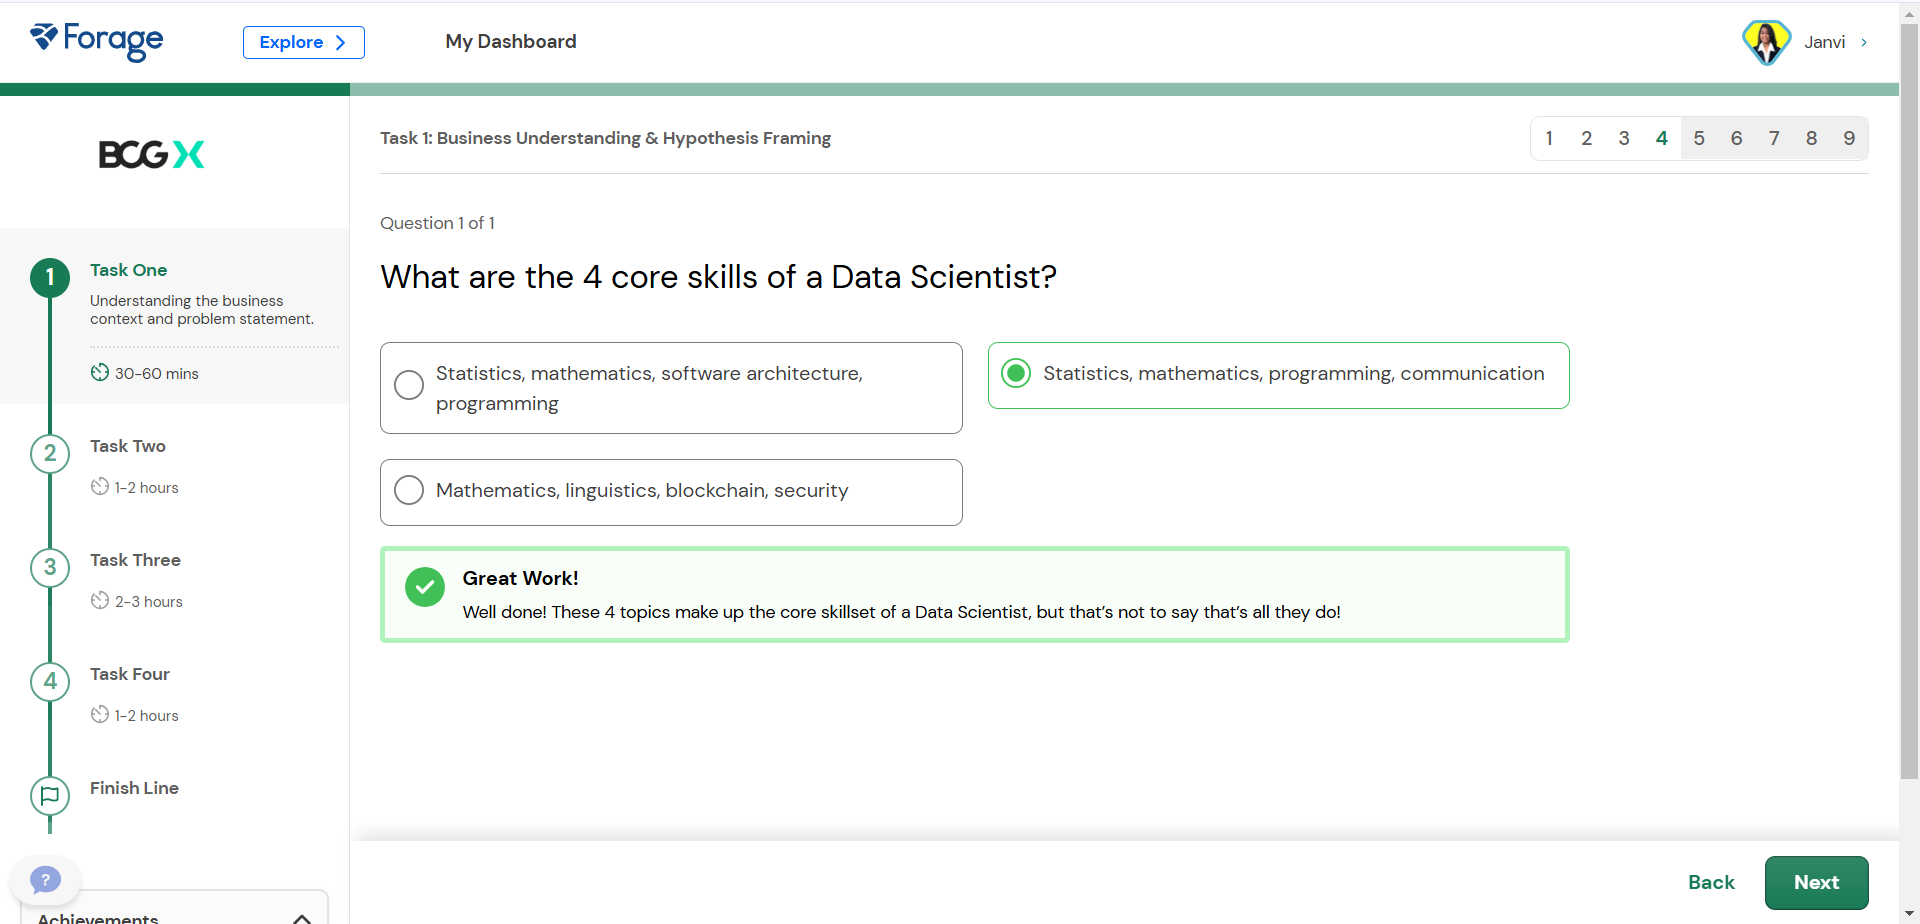 Forage
Explore
My Dashboard
Janvi
BCG X
Task 1: Business Understanding & Hypothesis Framing
1 2 3 4 5 6 7 8 9
1
Task One
Understanding the business
context and problem statement.
30-60 mins
2
Task Two
1-2 hours
3
Task Three
2-3 hours
4
Task Four
1-2 hours
Finish Line
?
Achievements
Question 1 of 1
What are the 4 core skills of a Data Scientist?
Statistics, mathematics, software architecture,
programming
Statistics, mathematics, programming, communication
Mathematics, linguistics, blockchain, security
Great Work!
Well done! These 4 topics make up the core skillset of a Data Scientist, but that’s not to say that’s all they do!
Back
Next